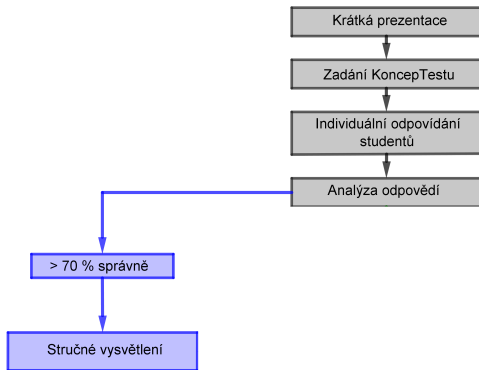 Krátká prezentace
Zadání KoncepTestu
Individuální odpovídání
studentů
Analýza odpovědí
> 70 % správně
Stručné vysvětlení